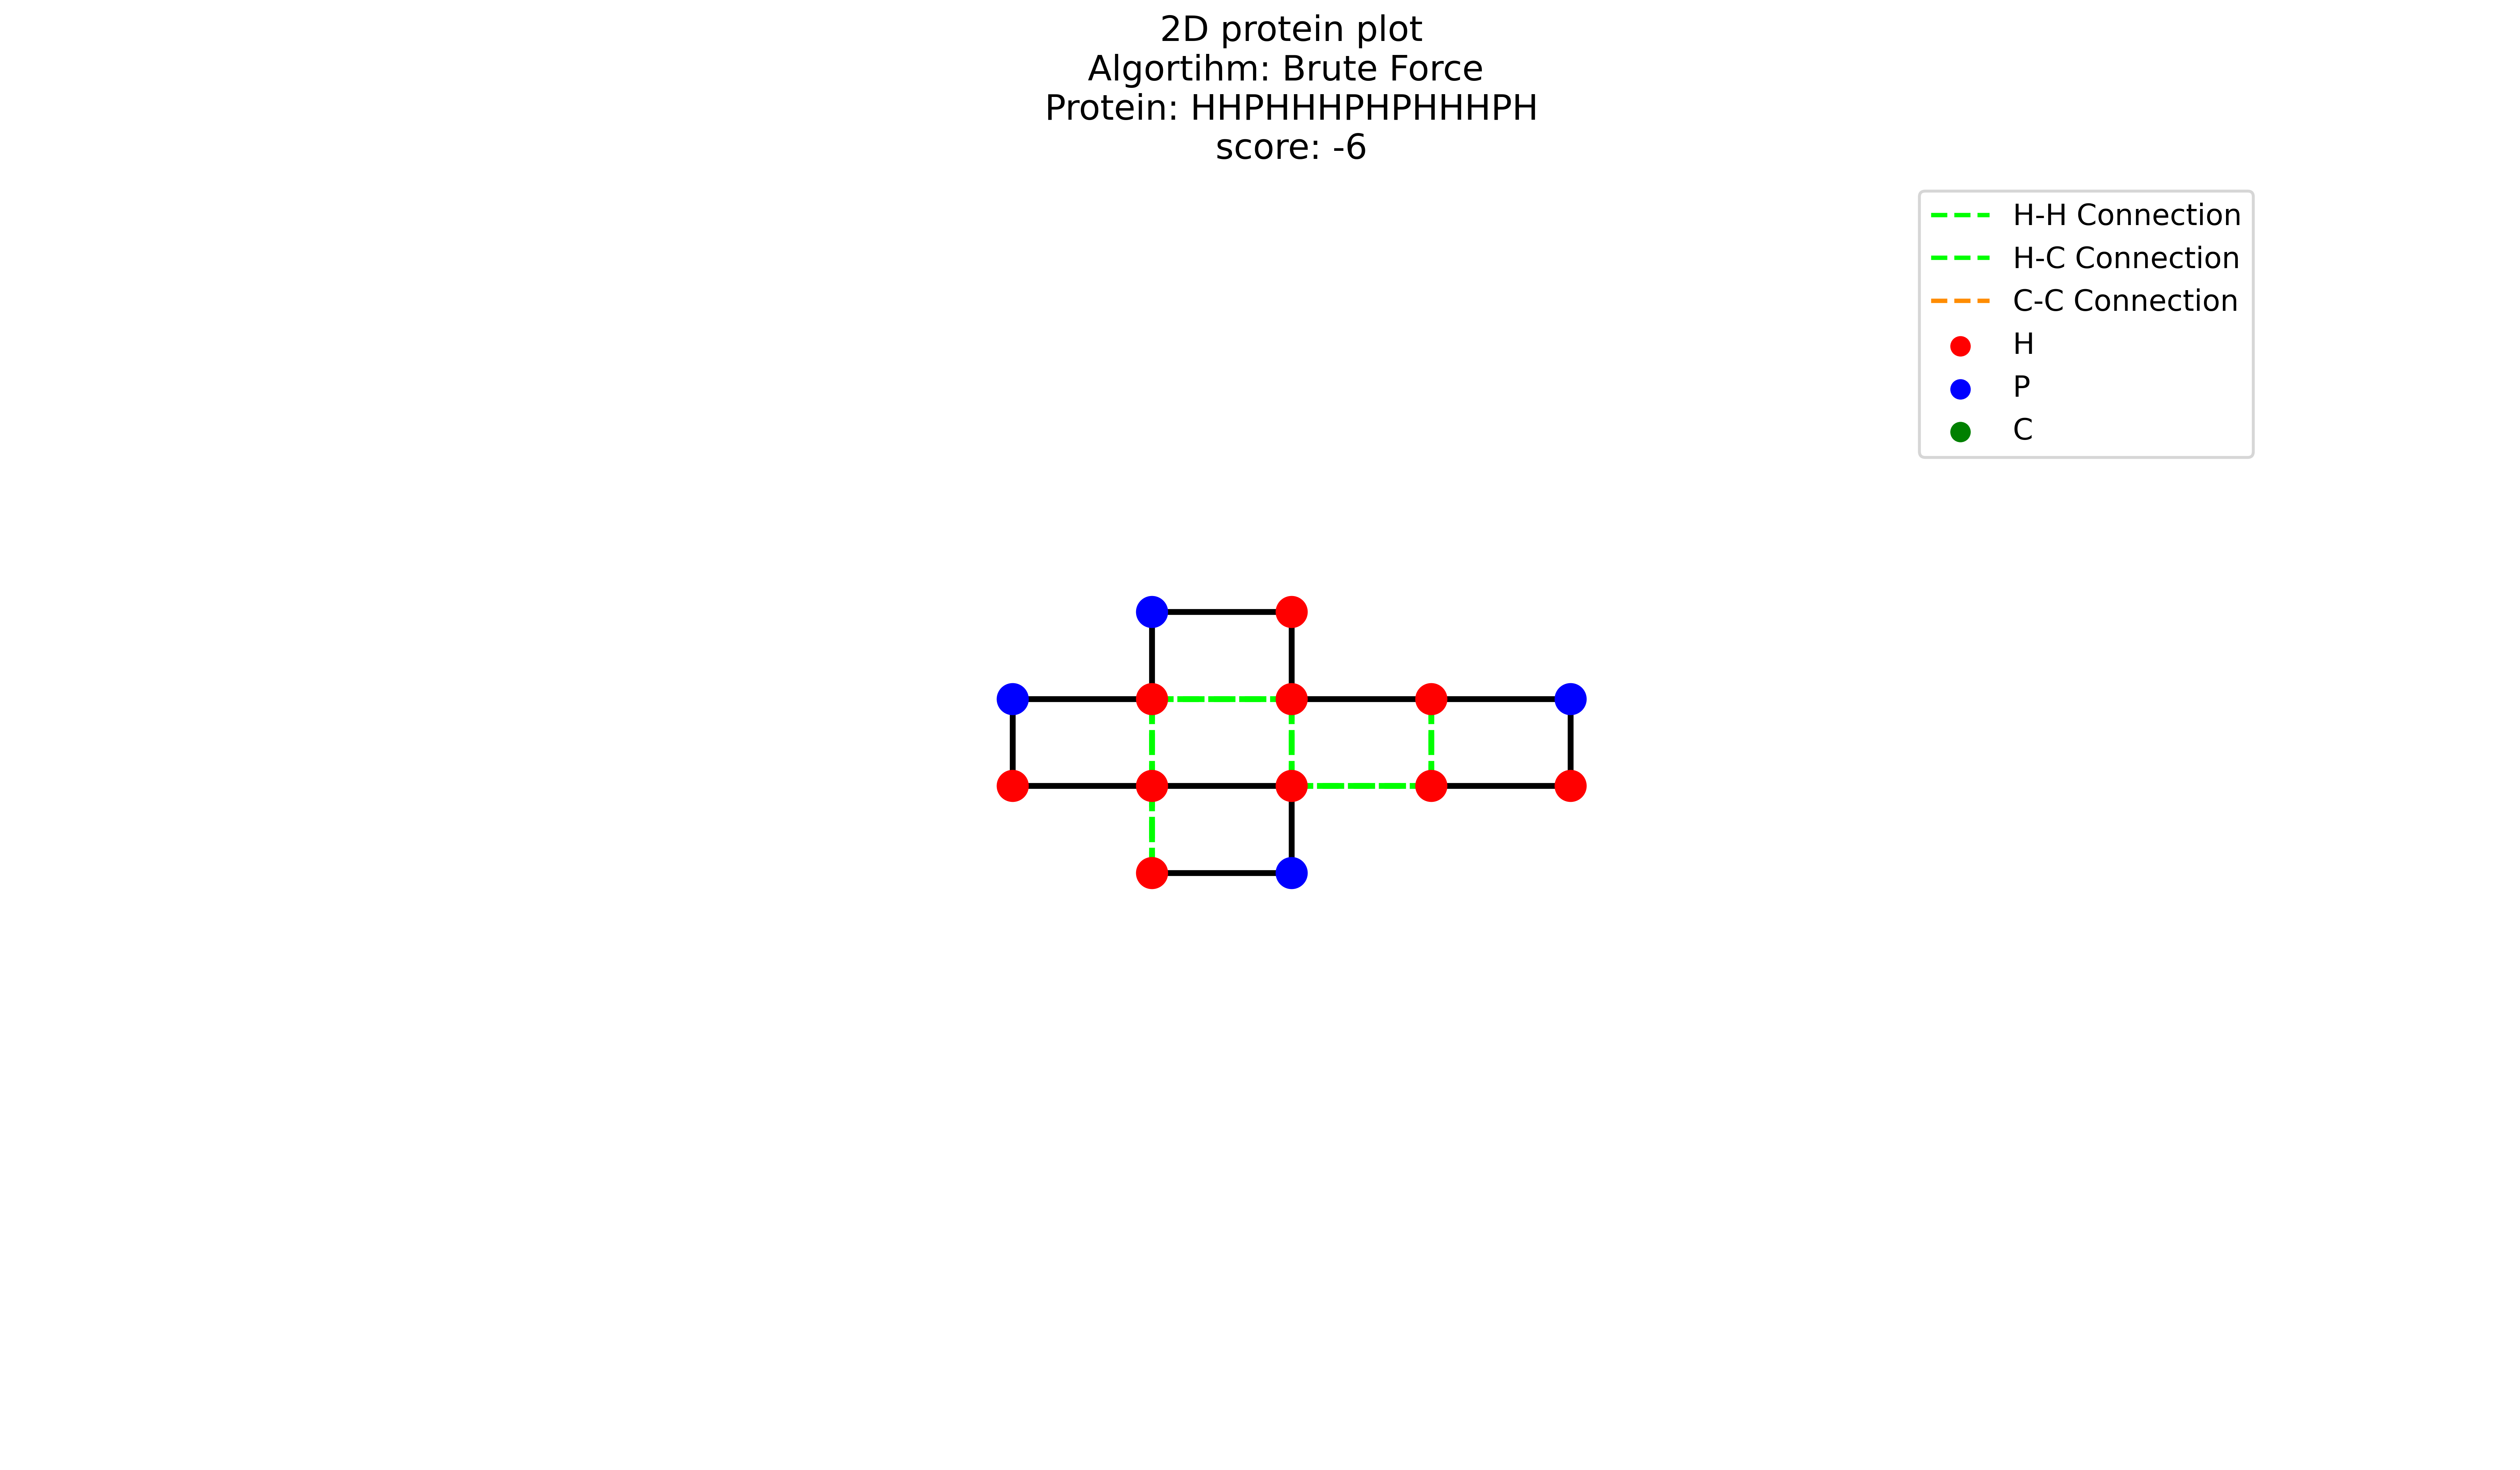 2D protein plot
Algortihm: Brute Force
Protein: HHPHHHPHPHHHPH
score: -6
H-H Connection
H-C Connection
C-C Connection
H
P
C